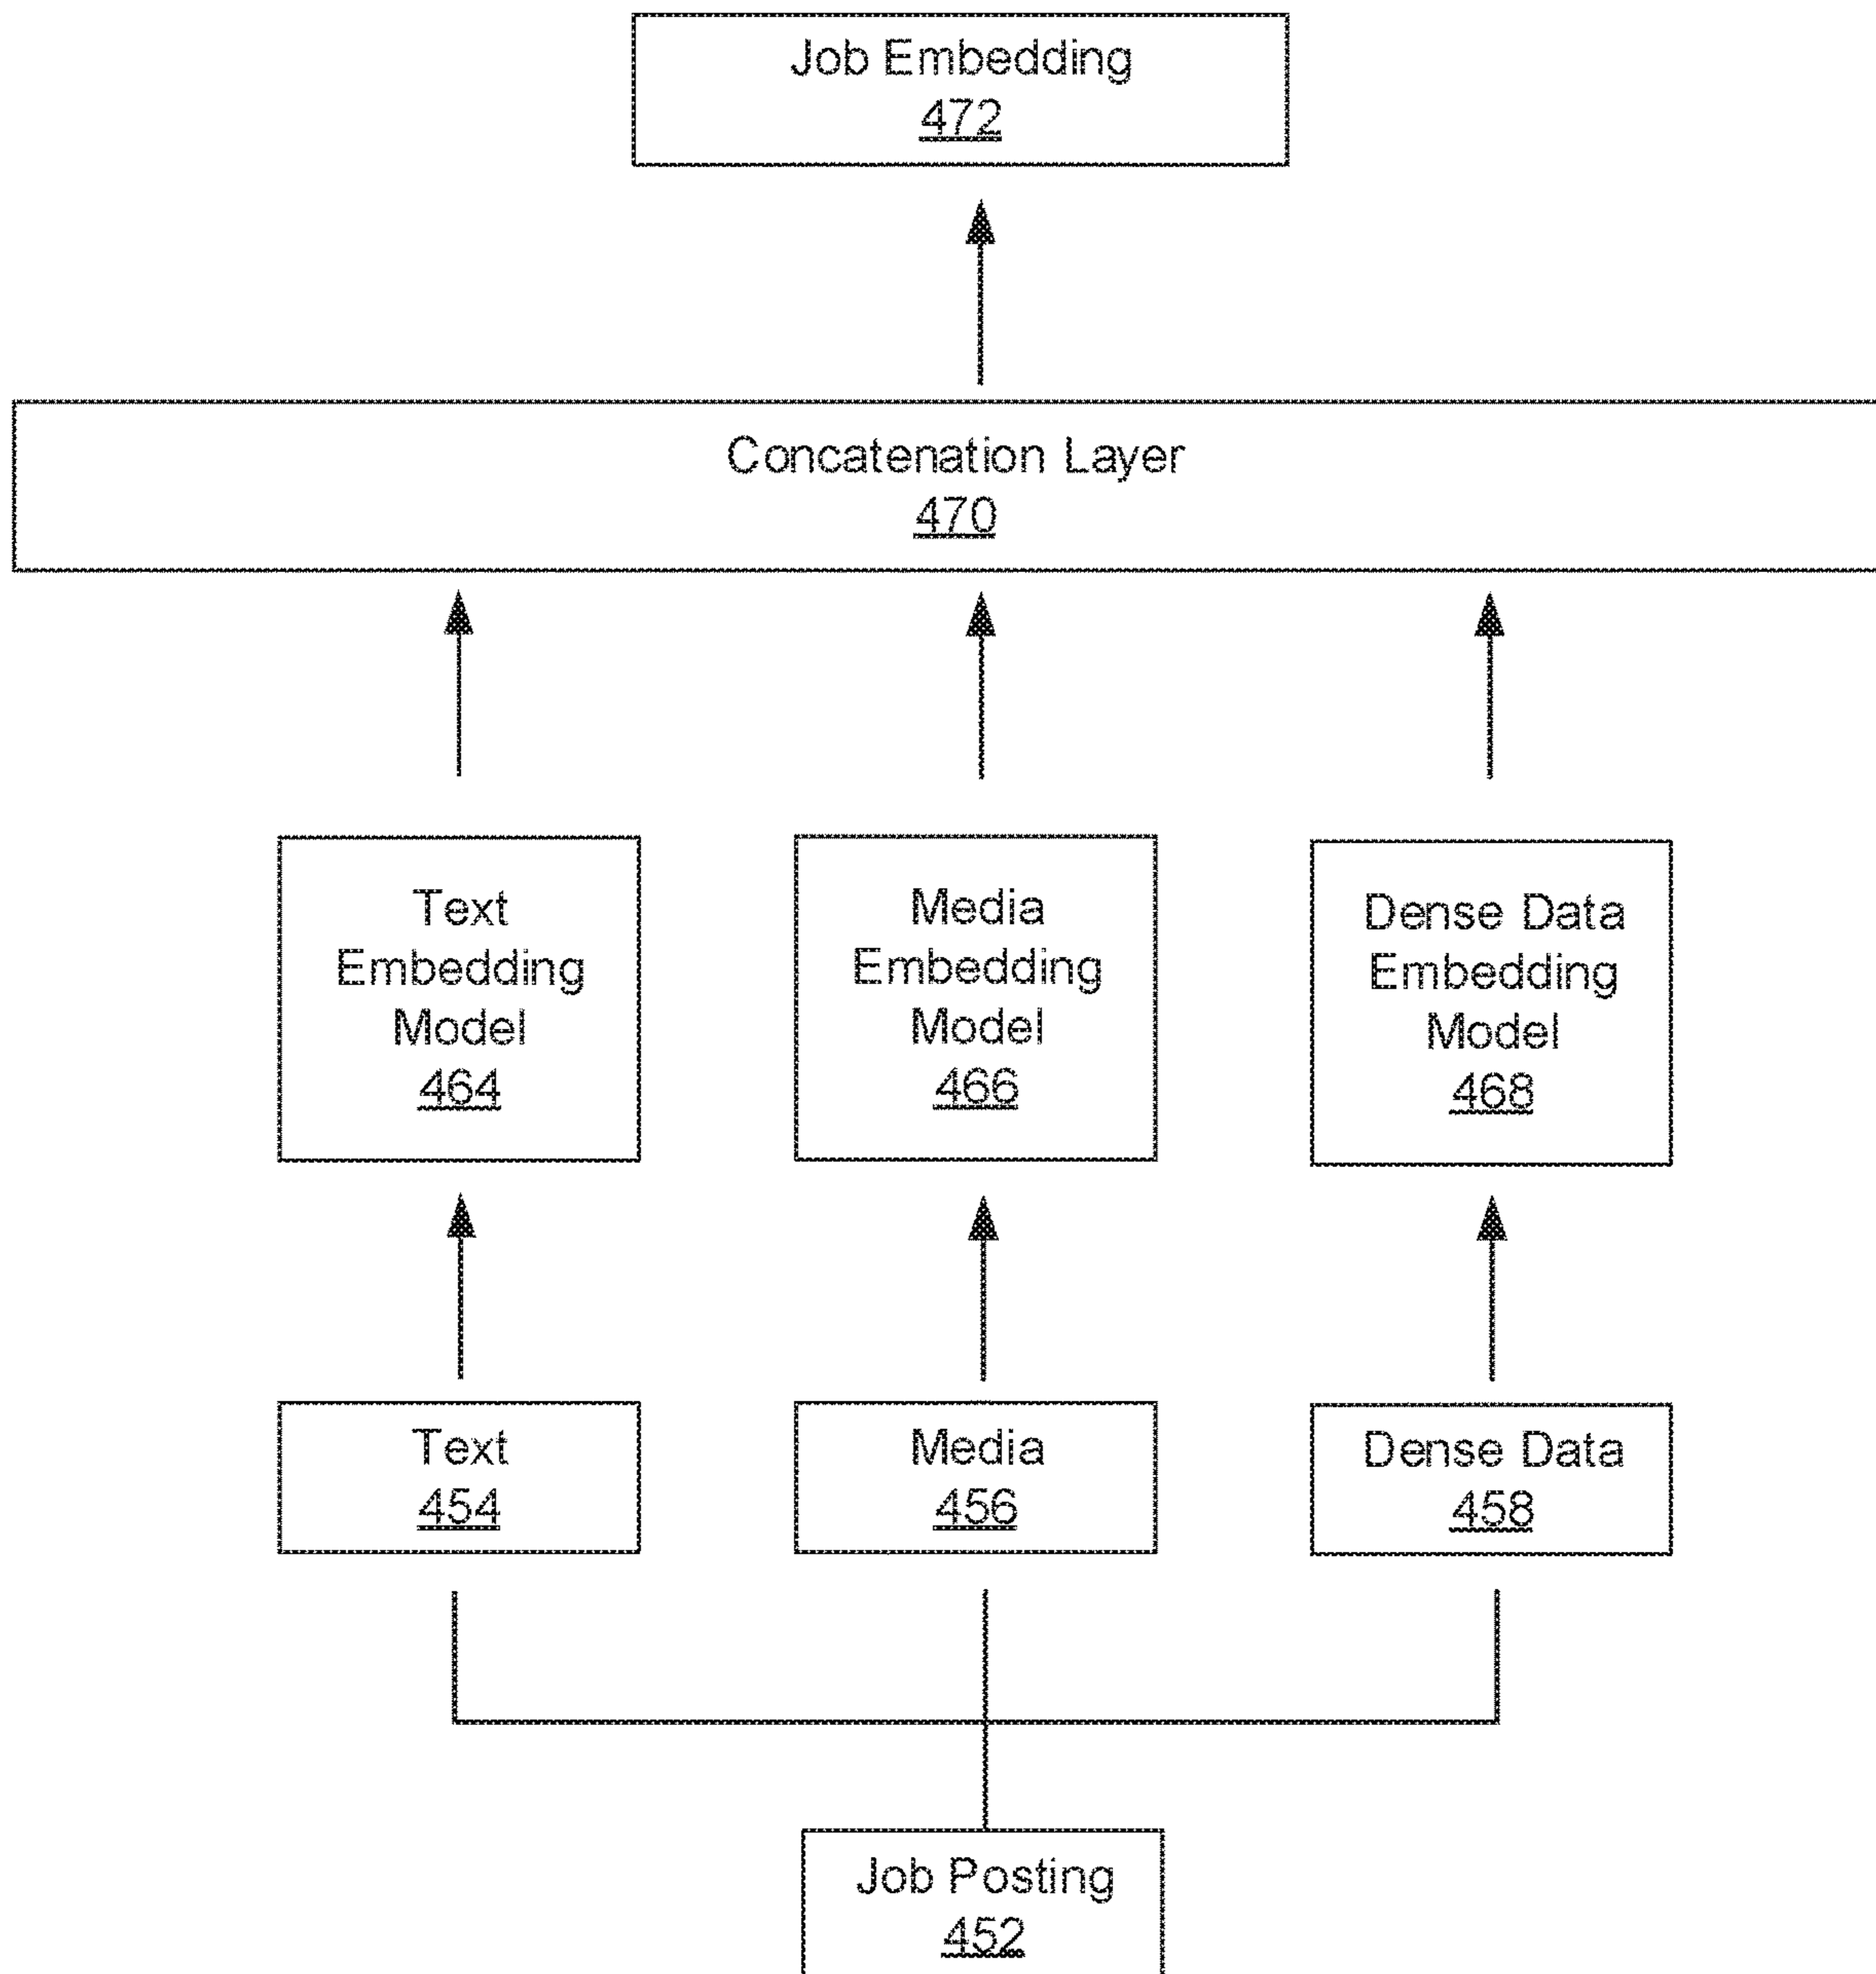 Job Embedding
472
Concatenation Layer
470
Text
Embedding
Model
464
Media
Embedding
Model
466
Dense Data
Embedding
Model
468
Text
454
Media
456
Dense Data
458
Job Posting
452